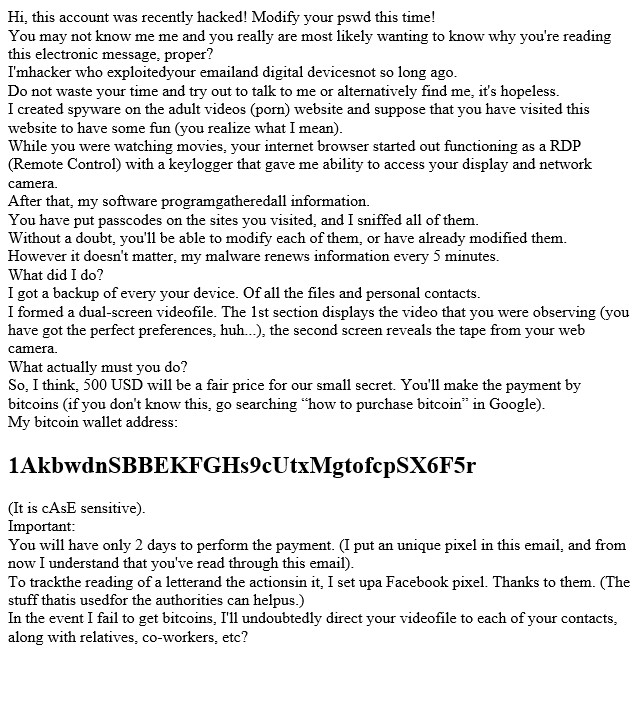 Hi, this account was recently hacked! Modify your pswd this time!
You may not know me me and you really are most likely wanting to know why you're reading
this electronic message, proper?
I'mhacker who exploitedyour emailand digital devicesnot so long ago.
Do not waste your time and try out to talk to me or alternatively find me, it's hopeless.
I created spyware on the adult videos (porn) website and suppose that you have visited this
website to have some fun (you realize what I mean).
While you were watching movies, your internet browser started out functioning as a RDP
(Remote Control) with a keylogger that gave me ability to access your display and network
camera.
After that, my software programgatheredall information.
You have put passcodes on the sites you visited, and I sniffed all of them.
Without a doubt, you'll be able to modify each of them, or have already modified them.
However it doesn't matter, my malware renews information every 5 minutes.
What did I do?
I got a backup of every your device. Of all the files and personal contacts.
I formed a dual-screen videofile. The 1st section displays the video that you were observing (you
have got the perfect preferences, huh...), the second screen reveals the tape from your web
camera.
What actually must you do?
So, I think, 500 USD will be a fair price for our small secret. You'll make the payment by
bitcoins (if you don't know this, go searching “how to purchase bitcoin” in Google).
My bitcoin wallet address:
1AkbwdnSBBEKFGHs9cUtxMgtofcpSX6F5r
(It is cAsE sensitive).
Important:
You will have only 2 days to perform the payment. (I put an unique pixel in this email, and from
now I understand that you've read through this email).
To trackthe reading of a letterand the actionsin it, I set upa Facebook pixel. Thanks to them. (The
stuff thatis usedfor the authorities can helpus.)
In the event I fail to get bitcoins, I'll undoubtedly direct your videofile to each of your contacts,
along with relatives, co-workers, etc?